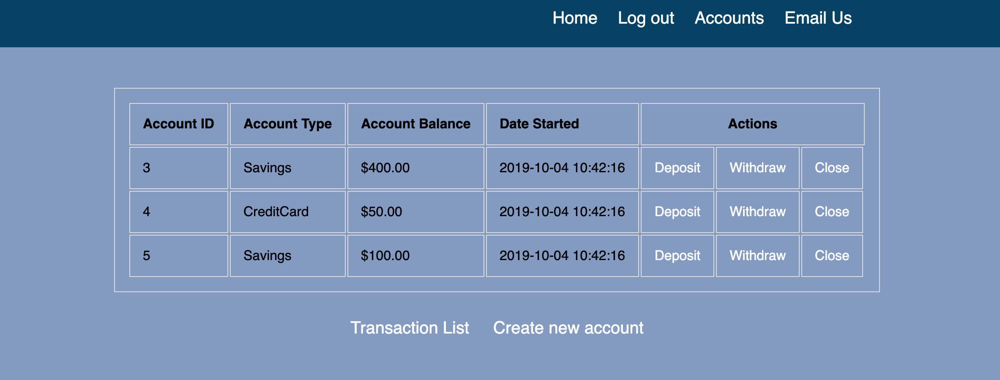 Home Log out Accounts Email Us
Account ID Account Type Account Balance Date Started Actions
3 Savings $400.00 2019-10-04 10:42:16 Deposit Withdraw Close
4 CreditCard $50.00 2019-10-04 10:42:16 Deposit Withdraw Close
5 Savings $100.00 2019-10-04 10:42:16 Deposit Withdraw Close
Transaction List Create new account